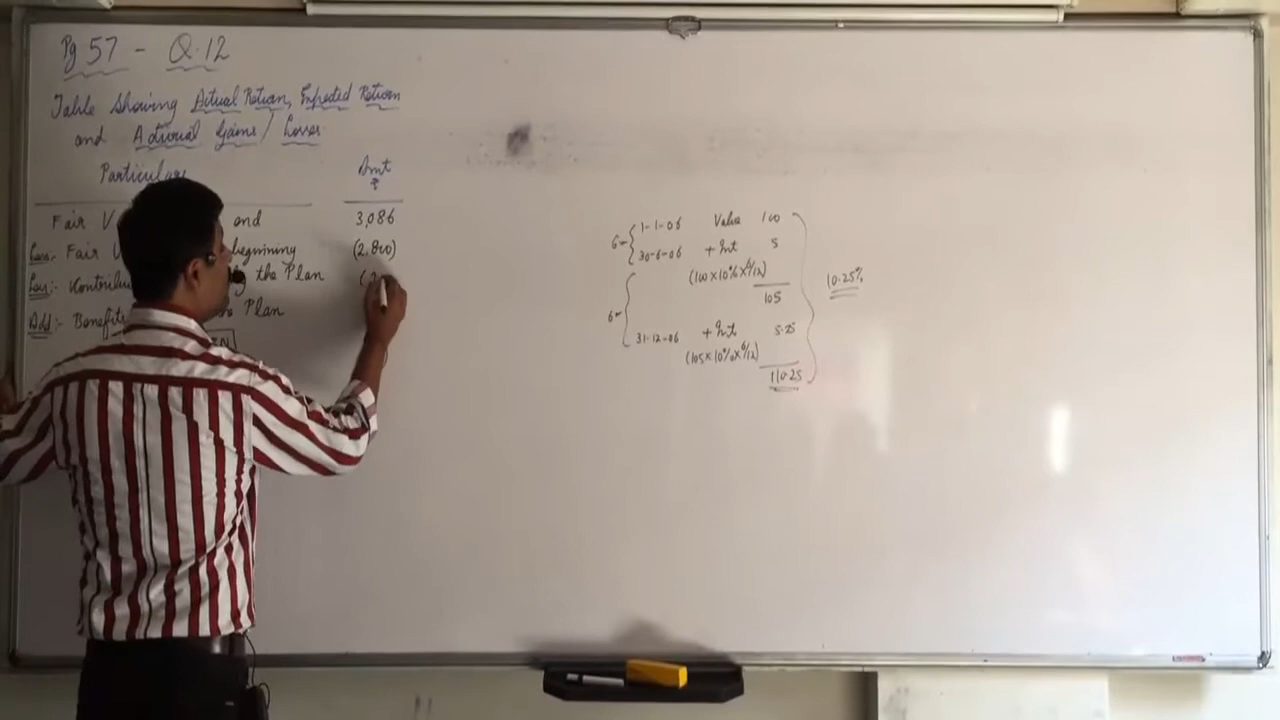 Pg 57 - Q.12
Table Showing Actual Return, Expected Return
and Actuarial Gains / Losses
Particulars Amt
₹
Fair V and 3,086
Less:- Fair V beginning (2,800)
Less:- Contribu the Plan (
Add:- Benefits Plan
6- 1-1-06 Value 100
30-6-06 + Int 5
(100×10%×6/12)
105
10.25%
6-
31-12-06 + Int 5.25
(105×10%×6/12)
110.25